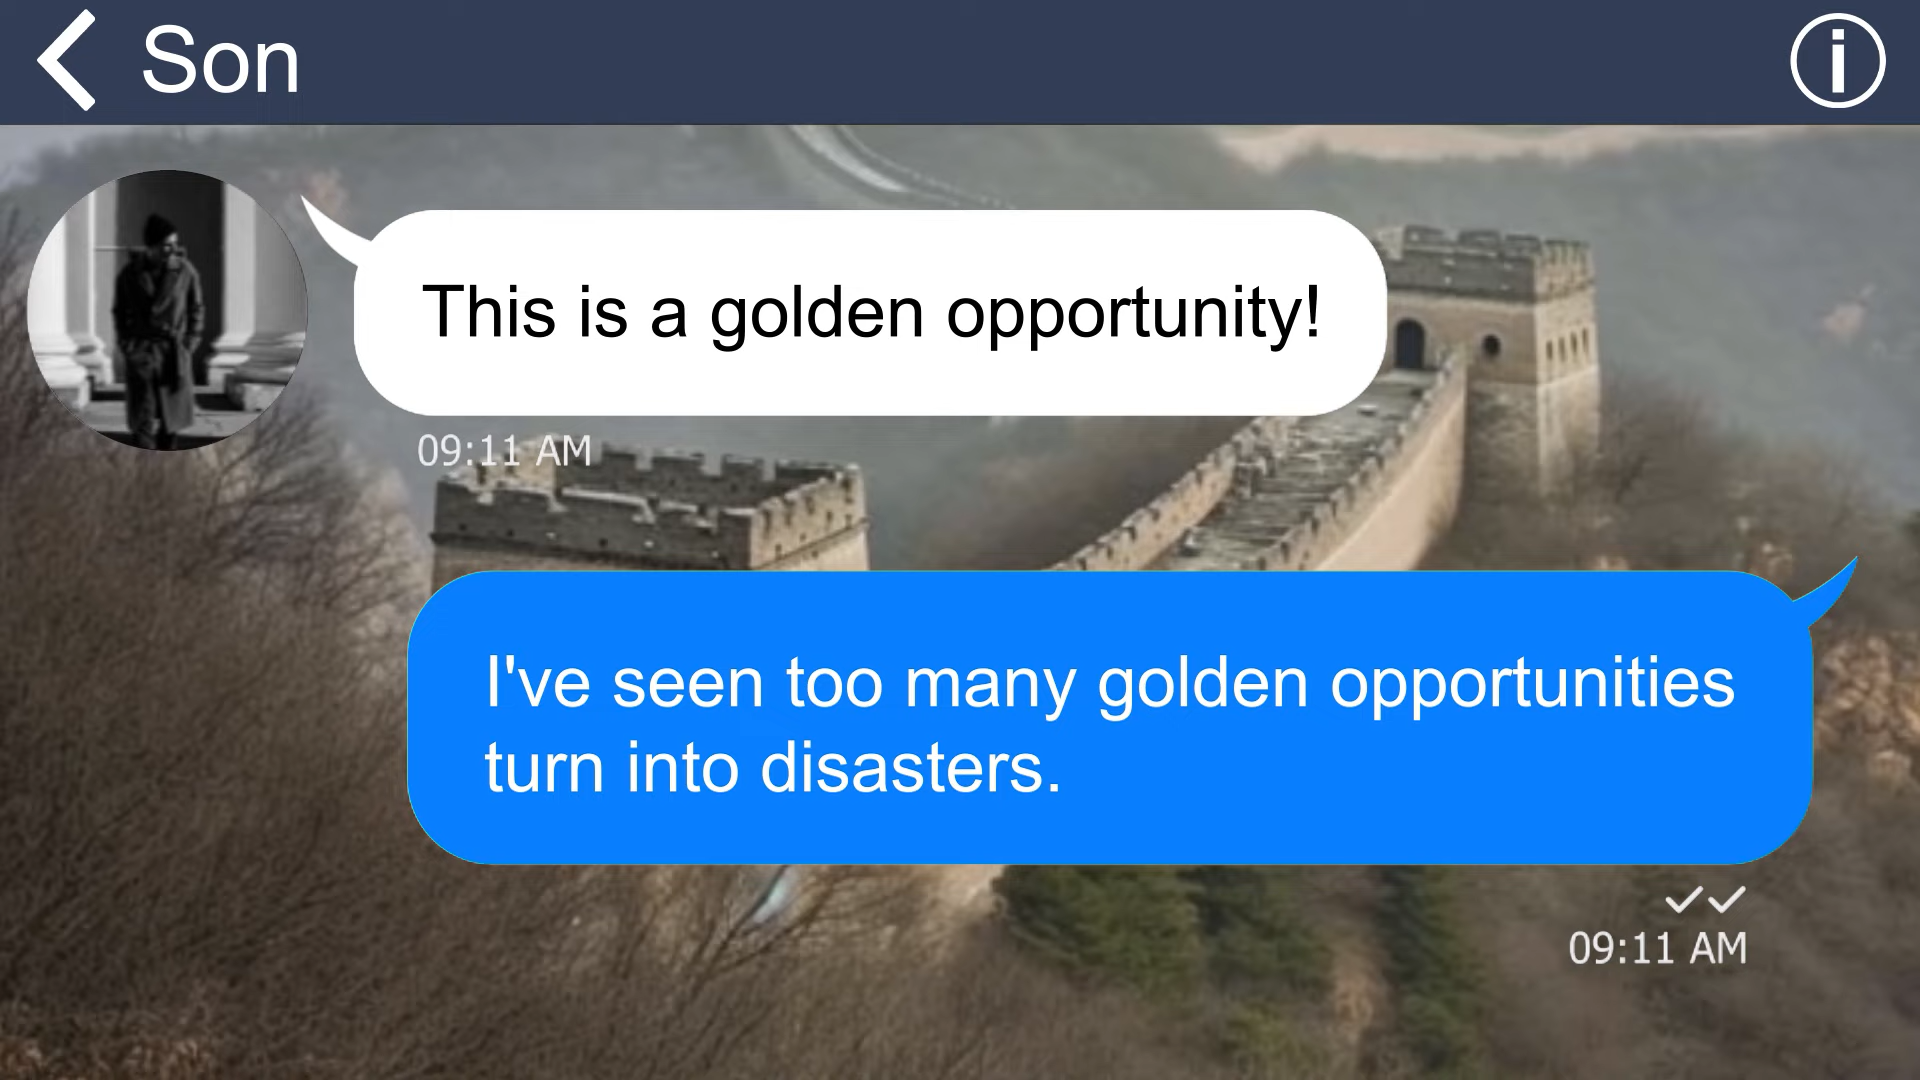 Son
This is a golden opportunity!
09:11 AM
I've seen too many golden opportunities
turn into disasters.
09:11 AM